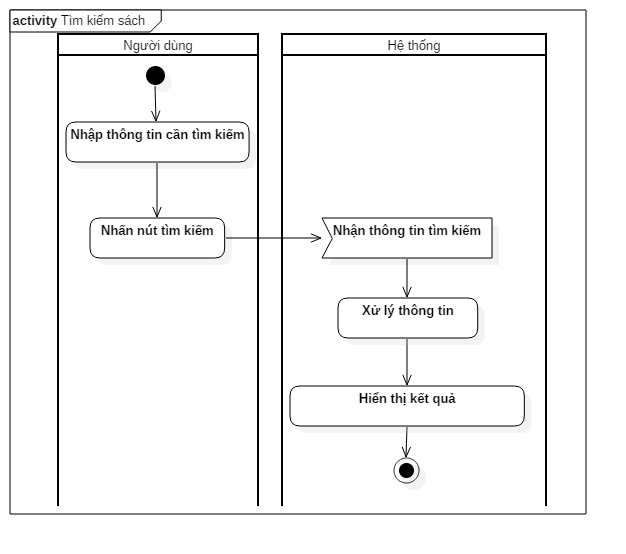 activity Tìm kiếm sách
Người dùng
Hệ thống
Nhập thông tin cần tìm kiếm
Nhấn nút tìm kiếm
Nhận thông tin tìm kiếm
Xử lý thông tin
Hiển thị kết quả